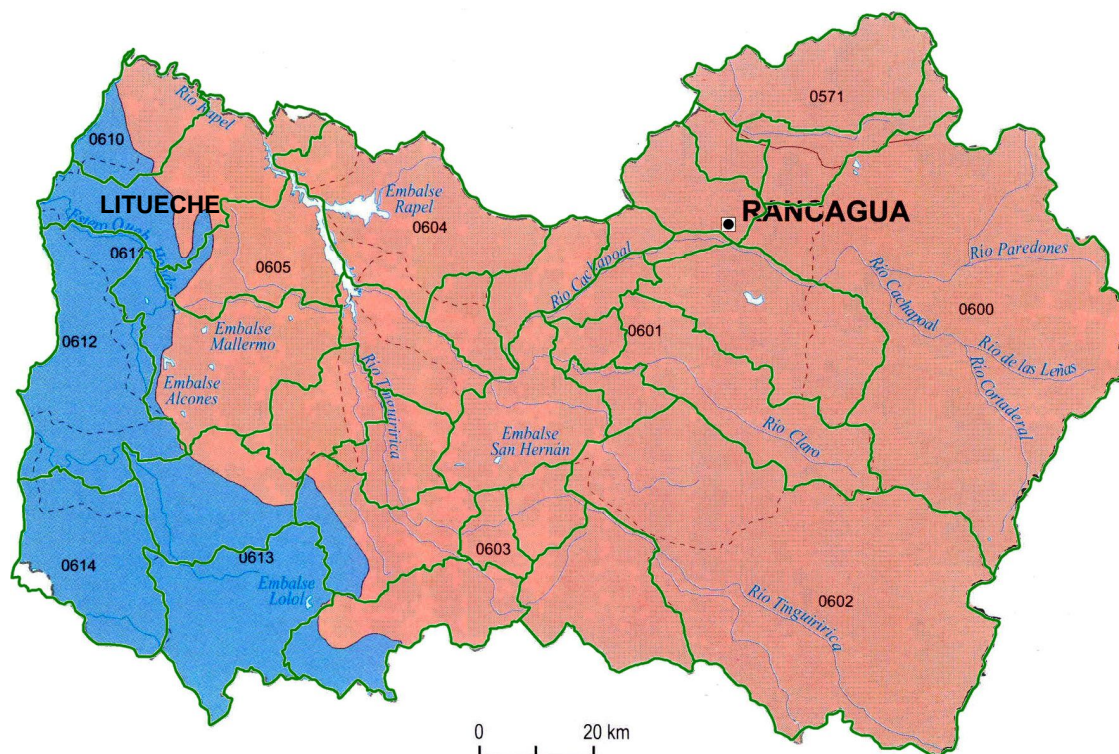 0571
Río Rapel
0610
LITUECHE
Embalse
Rapel
RANCAGUA
0604
0611
0605
Río Cachapoal
Río Paredones
Río Cachapoal
0600
0612
Embalse
Mallermo
0601
Río de las Leñas
Embalse
Alcones
Río Tinguiririca
Río Cortaderal
Embalse
San Hernán
Río Claro
0603
0613
0614
Embalse
Lolol
0602
Río Tinguiririca
0
20 km